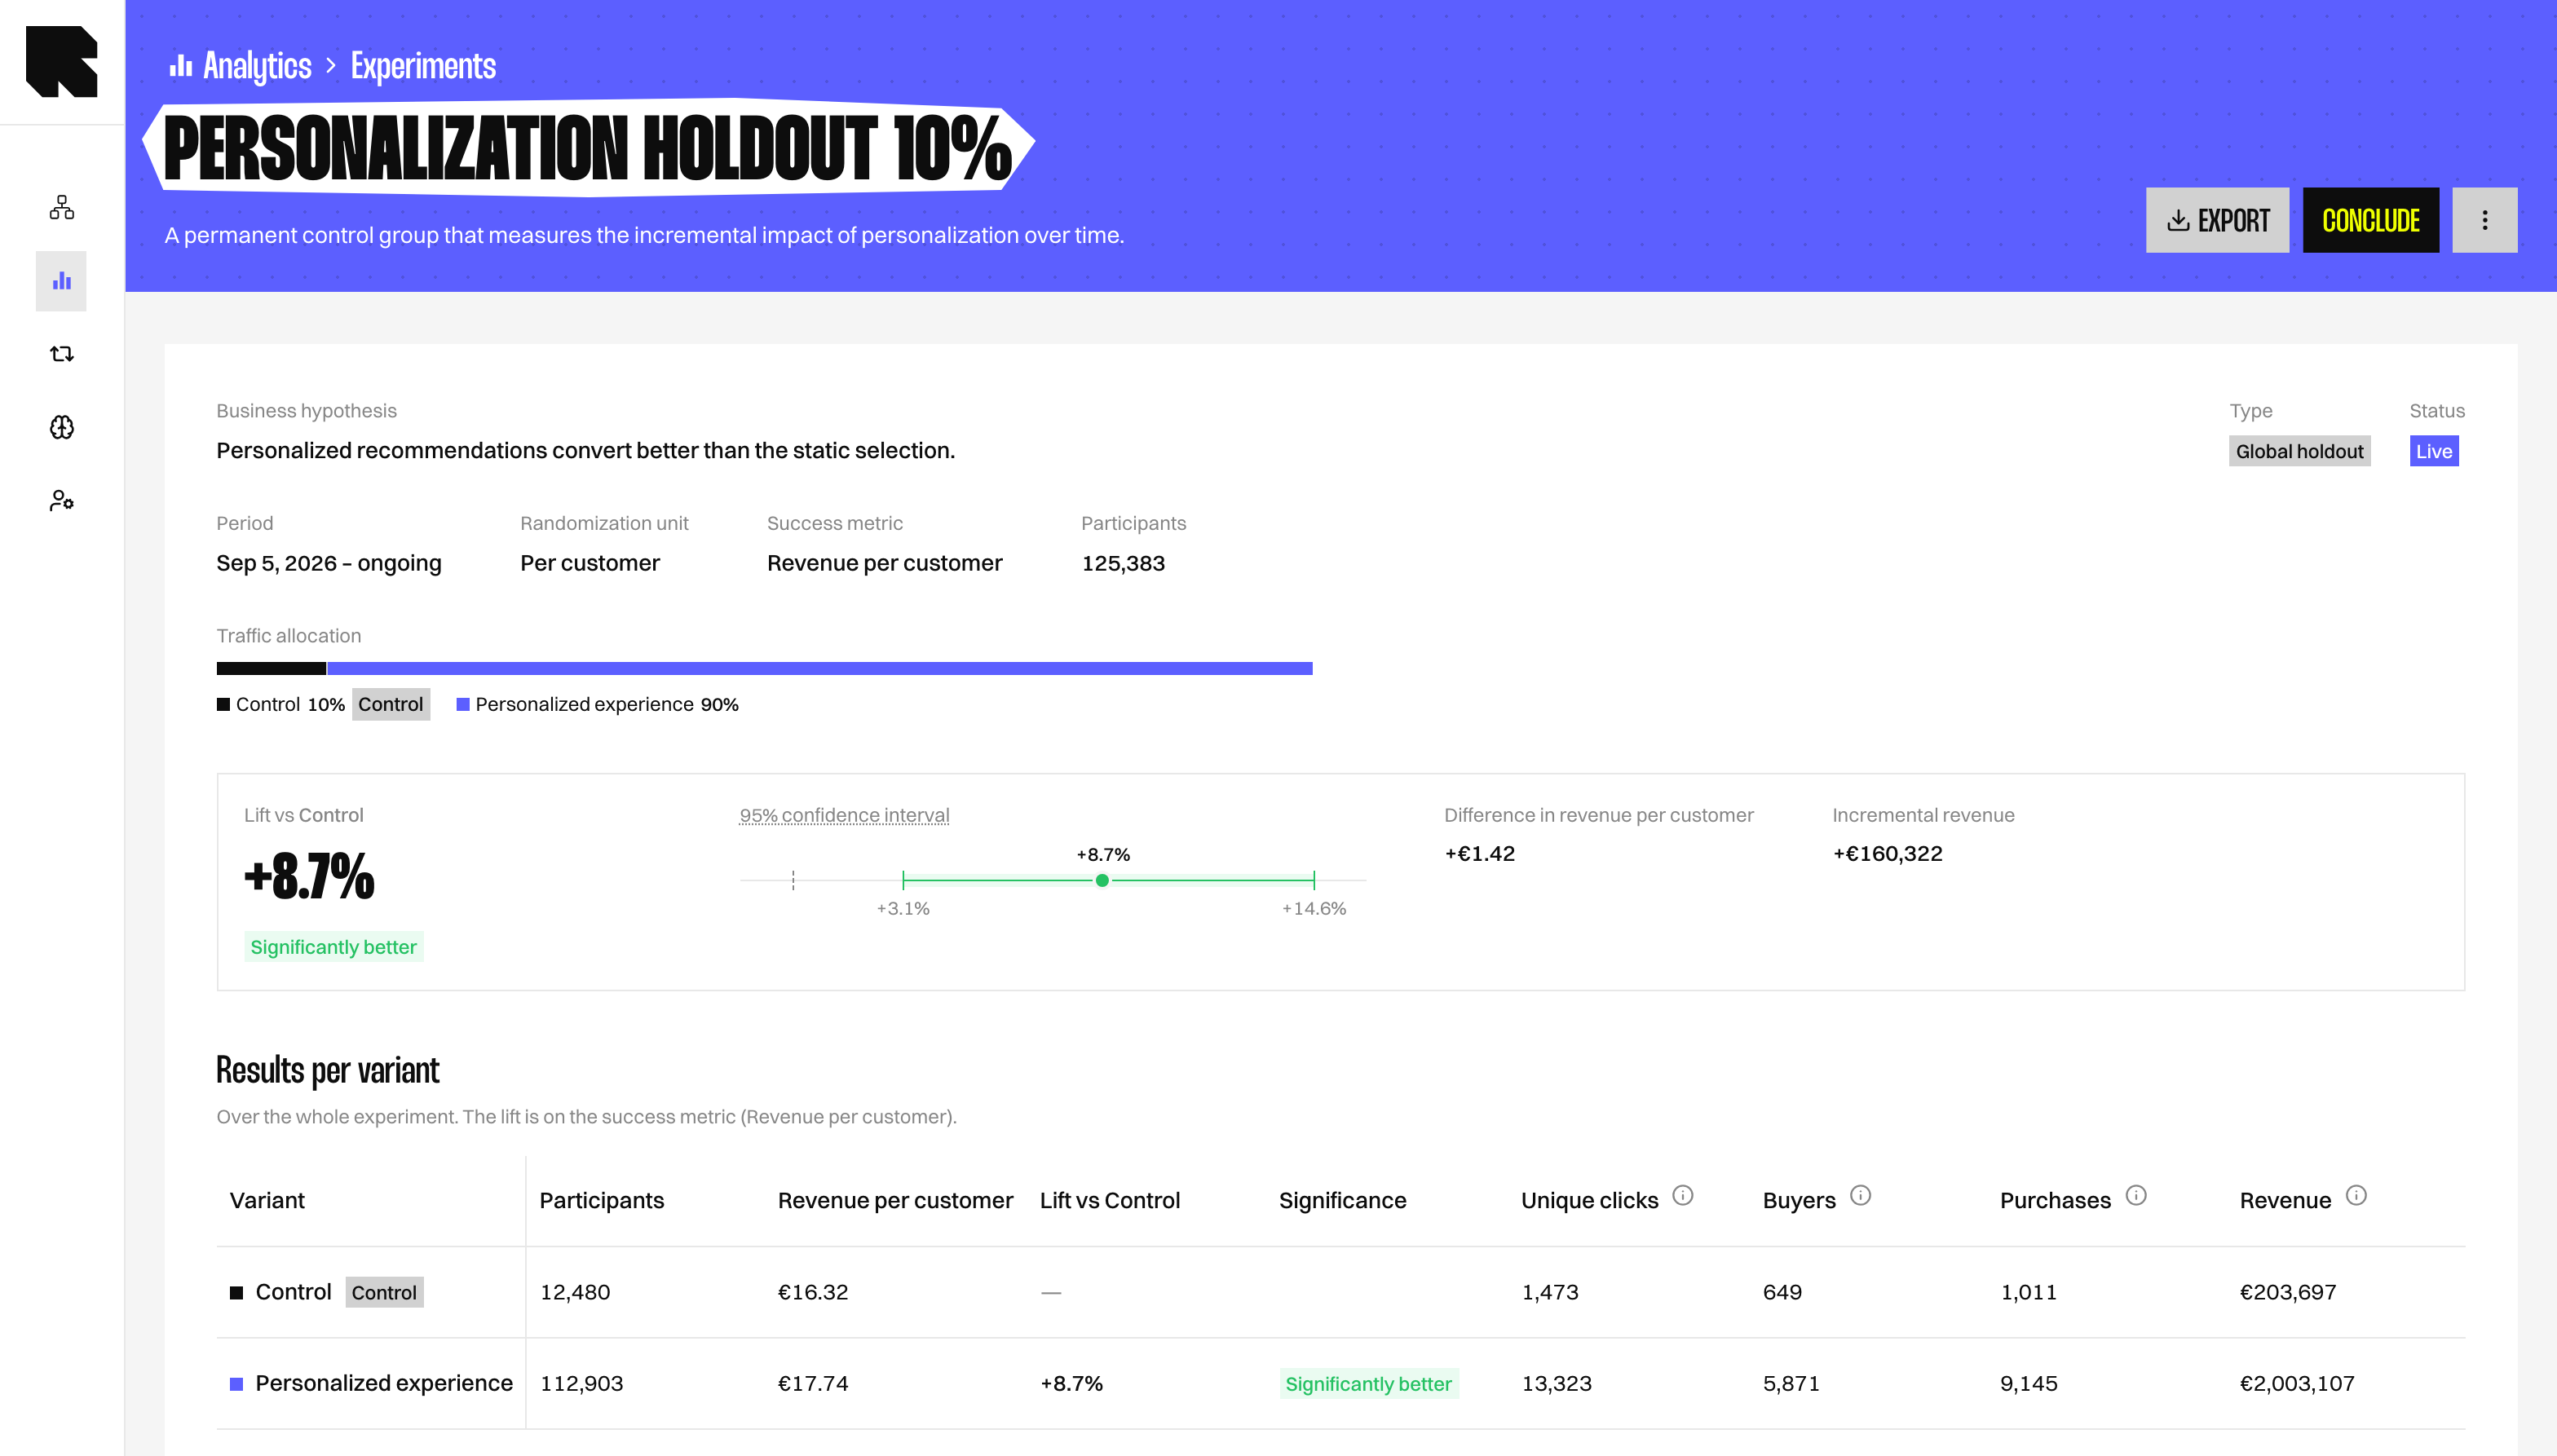 Analytics > Experiments
PERSONALIZATION HOLDOUT 10%
A permanent control group that measures the incremental impact of personalization over time.
EXPORT
CONCLUDE
Business hypothesis
Personalized recommendations convert better than the static selection.
Type
Global holdout
Status
Live
Period
Sep 5, 2026 – ongoing
Randomization unit
Per customer
Success metric
Revenue per customer
Participants
125,383
Traffic allocation
Control 10% Control
Personalized experience 90%
Lift vs Control
+8.7%
Significantly better
95% confidence interval
+8.7%
+3.1%
+14.6%
Difference in revenue per customer
+€1.42
Incremental revenue
+€160,322
Results per variant
Over the whole experiment. The lift is on the success metric (Revenue per customer).
Variant Participants Revenue per customer Lift vs Control Significance Unique clicks Buyers Purchases Revenue
Control Control 12,480 €16.32 — 1,473 649 1,011 €203,697
Personalized experience 112,903 €17.74 +8.7% Significantly better 13,323 5,871 9,145 €2,003,107